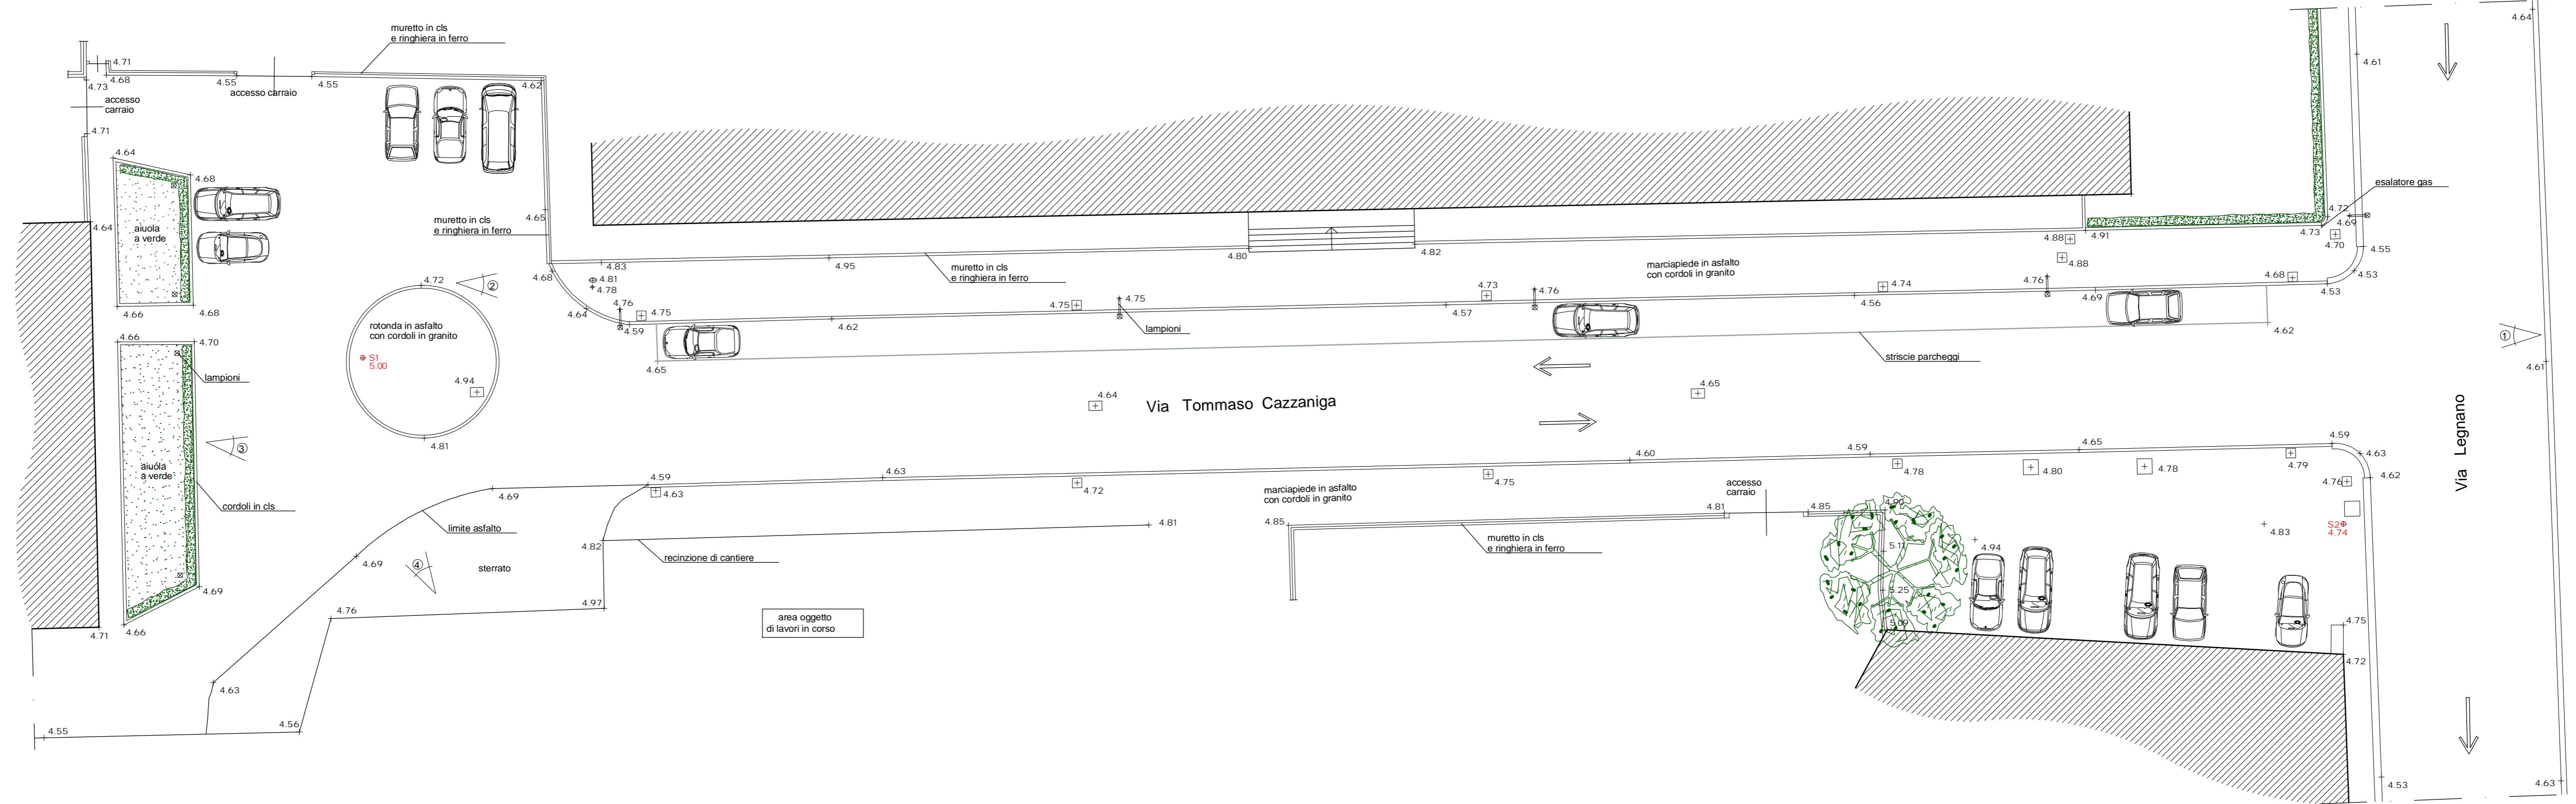 muretto in cls
e ringhiera in ferro
4.71
4.68
4.73
4.55
4.55
4.62
accesso carraio
accesso
carraio
4.71
4.64
4.68
4.64
aiuola
a verde
4.66
4.68
4.65
muretto in cls
e ringhiera in ferro
4.72
2
4.68
4.64
4.83
4.81
4.78
4.76
4.59
4.75
4.65
4.95
4.62
muretto in cls
e ringhiera in ferro
4.75
4.75
lampioni
4.80
4.82
4.73
4.57
4.76
marciapiede in asfalto
con cordoli in granito
4.74
4.56
4.76
4.69
4.88
4.91
4.88
4.68
4.53
4.53
4.55
4.73
4.72
4.69
4.70
esalatore gas
4.61
4.64
4.62
striscie parcheggi
1
4.61
rotonda in asfalto
con cordoli in granito
S1
5.00
4.94
4.81
4.66
4.70
lampioni
3
aiuola
a verde
cordoli in cls
4.69
4.66
4.71
4.64
Via Tommaso Cazzaniga
4.65
Via Legnano
4.69
limite asfalto
4.69
4
sterrato
4.59
4.63
4.82
recinzione di cantiere
4.97
4.76
4.63
4.56
4.55
area oggetto
di lavori in corso
4.63
4.72
4.81
marciapiede in asfalto
con cordoli in granito
4.85
4.75
4.60
muretto in cls
e ringhiera in ferro
accesso
carraio
4.81
4.85
4.59
4.78
4.90
5.11
5.25
5.09
4.94
4.80
4.65
4.78
4.59
4.63
4.79
4.76
4.62
4.83
S2
4.74
4.75
4.72
4.53
4.63